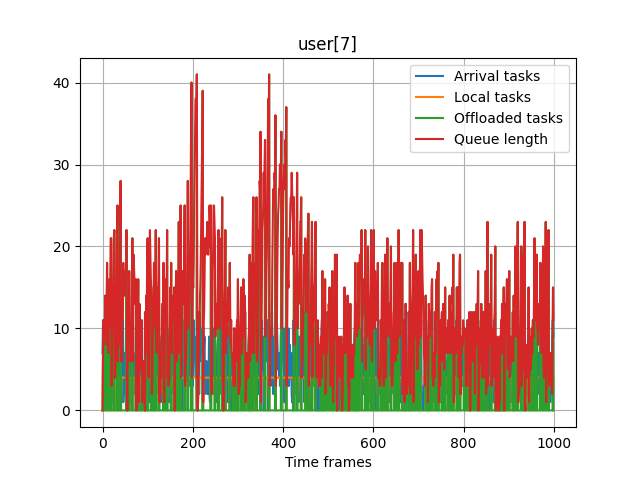 user[7]
Arrival tasks
Local tasks
Offloaded tasks
Queue length
40
30
20
10
0
0 200 400 600 800 1000
Time frames